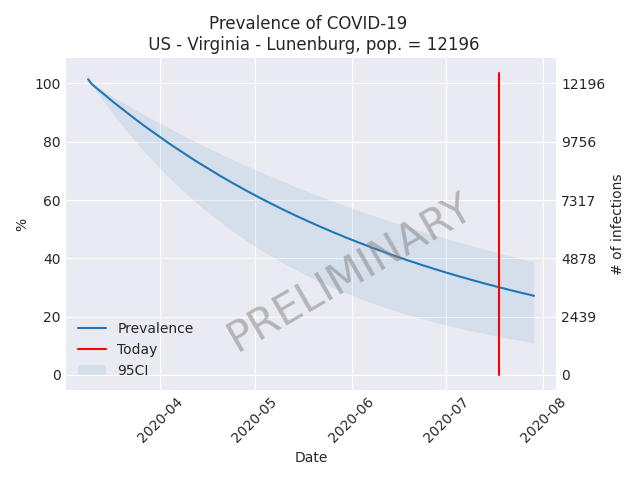 Prevalence of COVID-19
US - Virginia - Lunenburg, pop. = 12196
100
80
60
40
20
0
%
12196
9756
7317
4878
2439
0
# of infections
PRELIMINARY
Prevalence
Today
95CI
2020-04
2020-05
2020-06
2020-07
2020-08
Date